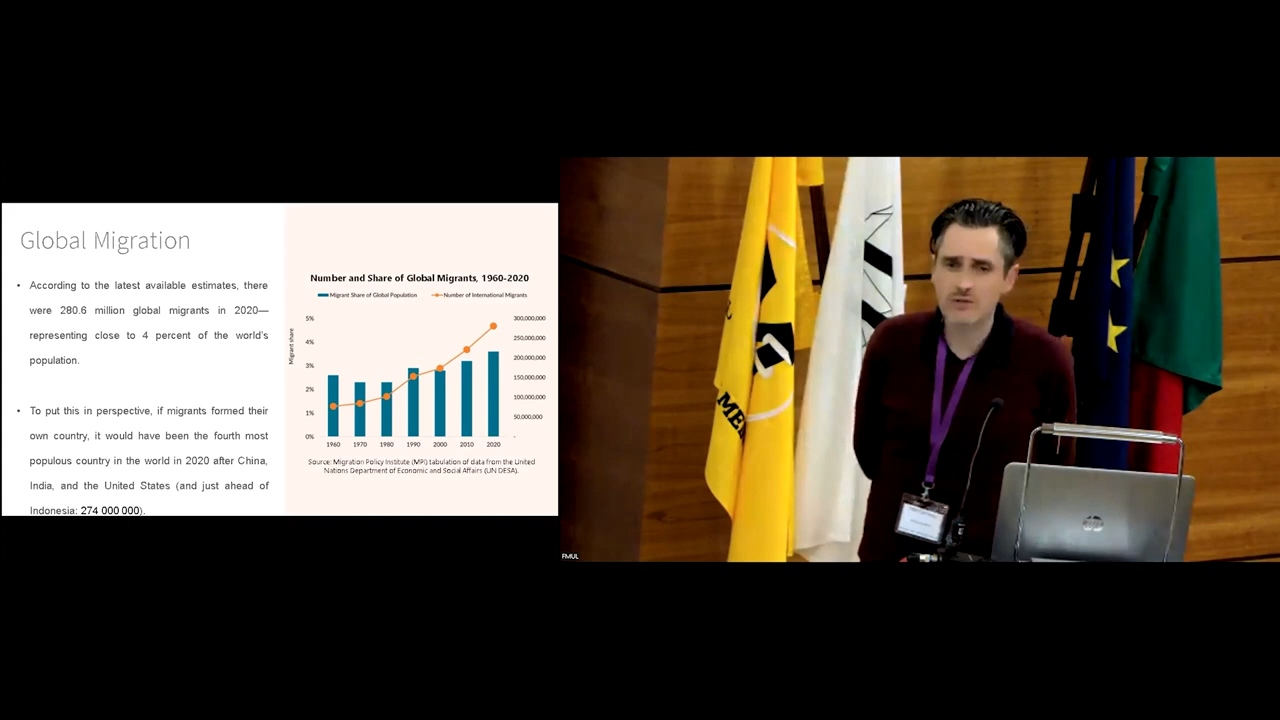 Global Migration
• According to the latest available estimates, there
were 280.6 million global migrants in 2020—
representing close to 4 percent of the world's
population.
• To put this in perspective, if migrants formed their
own country, it would have been the fourth most
populous country in the world in 2020 after China,
India, and the United States (and just ahead of
Indonesia: 274 000 000).
Number and Share of Global Migrants, 1960-2020
Migrant Share of Global Population
Number of International Migrants
Migrant share
5%
4%
3%
2%
1%
0%
300,000,000
250,000,000
200,000,000
150,000,000
100,000,000
50,000,000
-
1960 1970 1980 1990 2000 2010 2020
Source: Migration Policy Institute (MPI) tabulation of data from the United
Nations Department of Economic and Social Affairs (UN DESA).
hp
FMUL